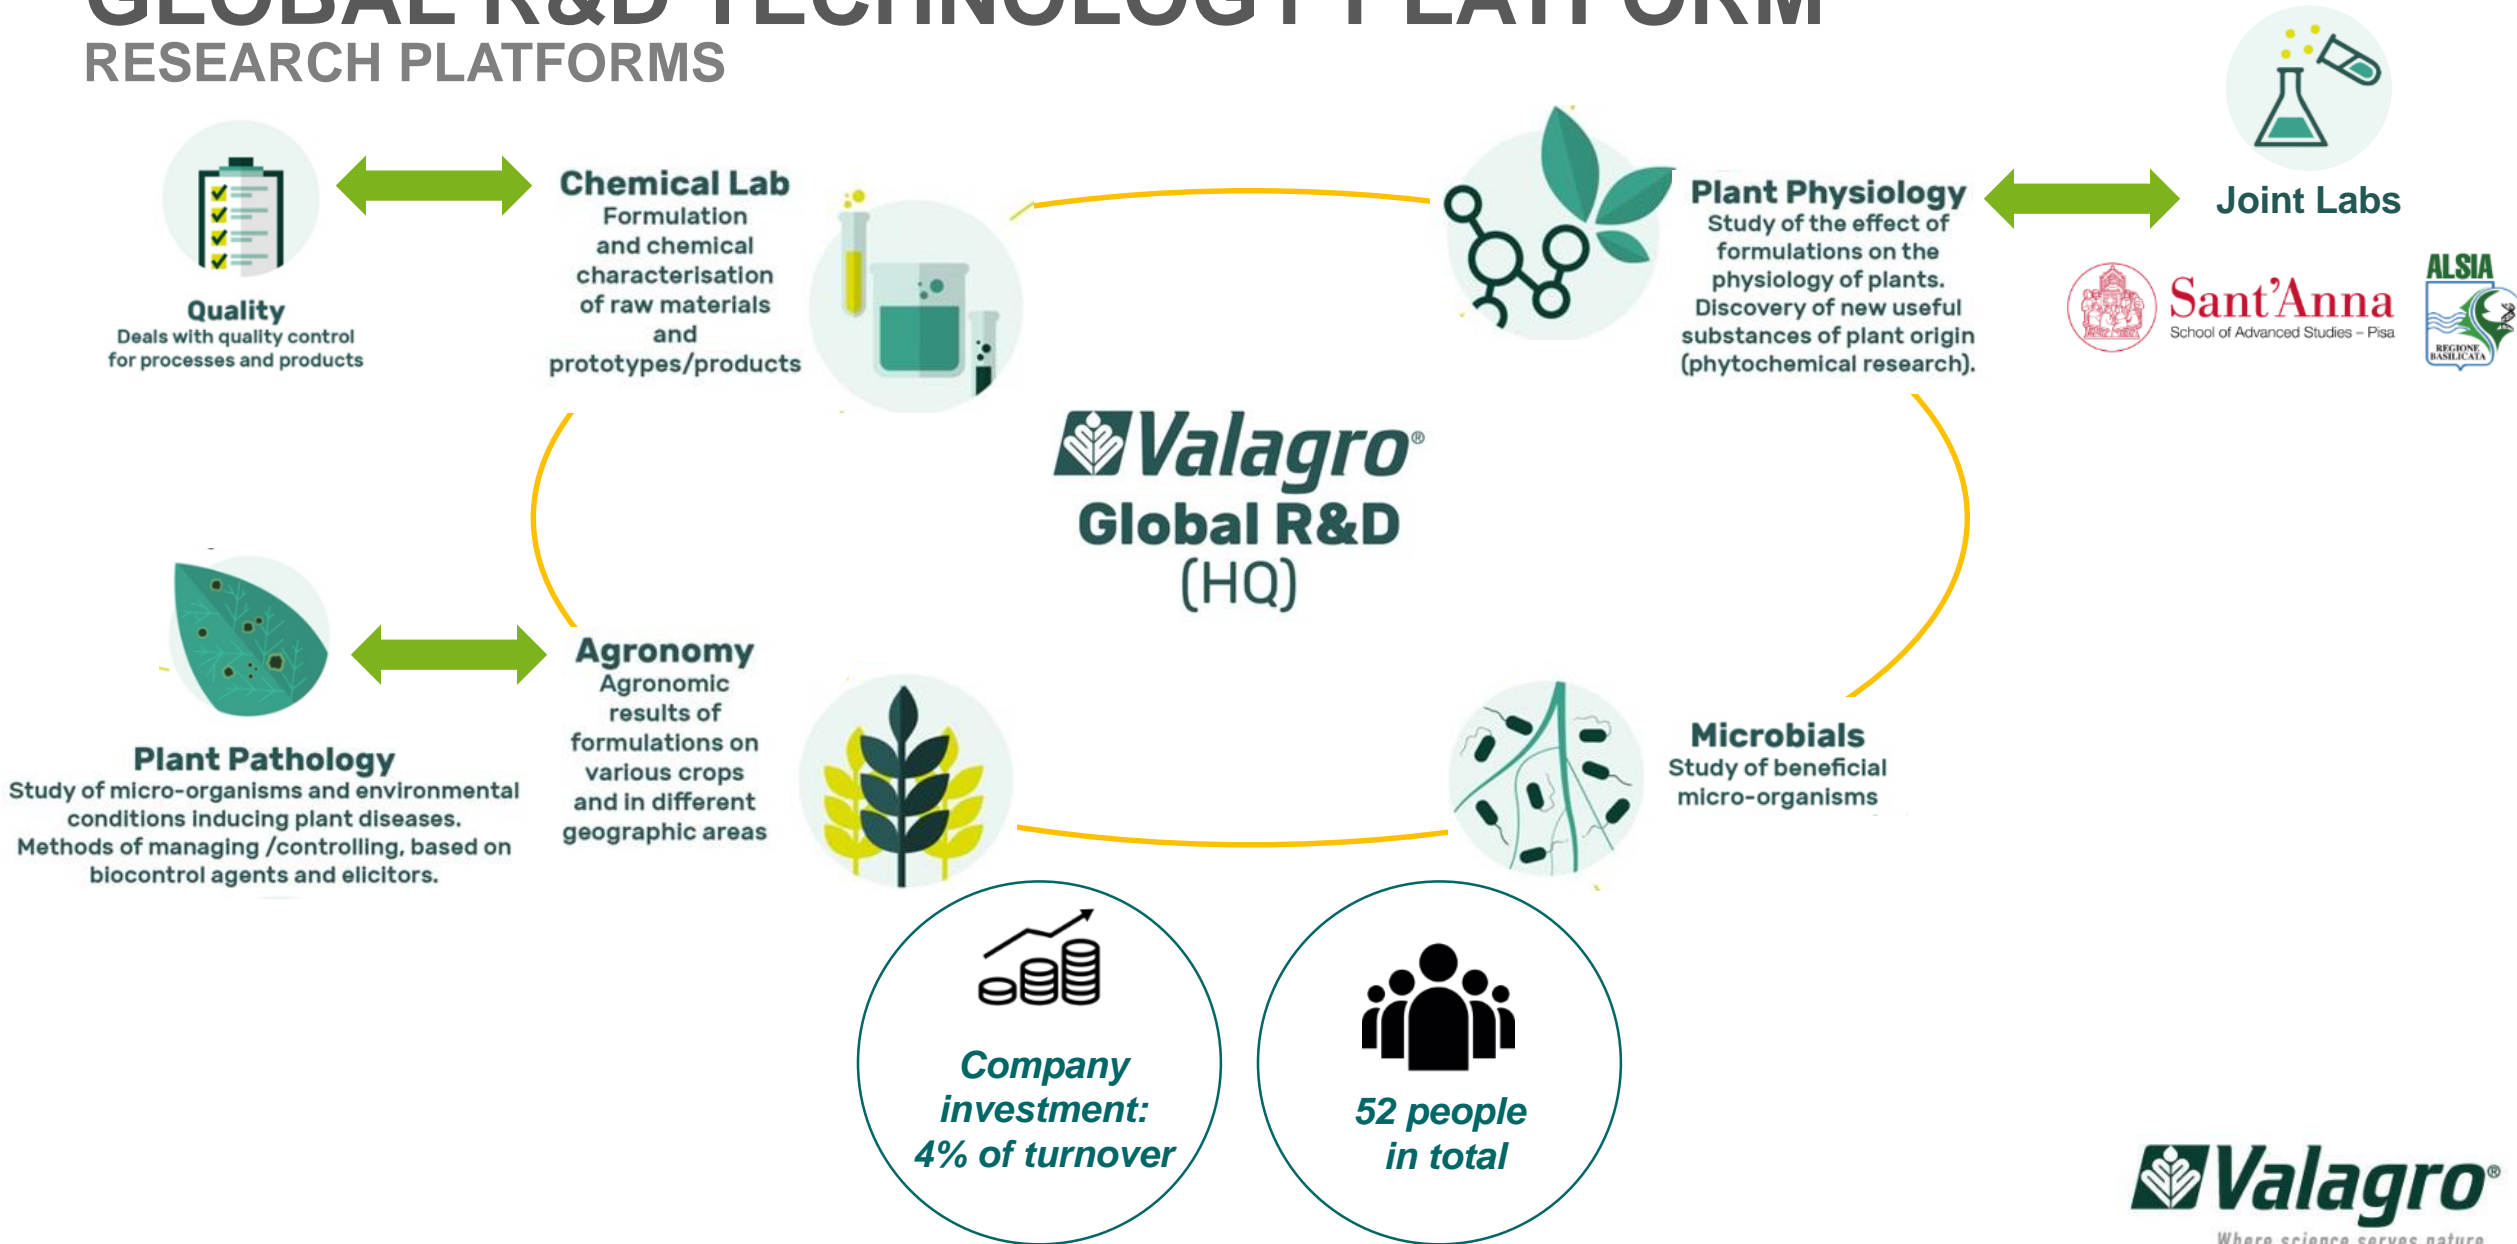 GLOBAL R&D TECHNOLOGY PLATFORM
RESEARCH PLATFORMS
Quality
Deals with quality control
for processes and products
Chemical Lab
Formulation
and chemical
characterisation
of raw materials
and
prototypes/products
Plant Physiology
Study of the effect of
formulations on the
physiology of plants.
Discovery of new useful
substances of plant origin
(phytochemical research).
Joint Labs
Sant'Anna
School of Advanced Studies – Pisa
ALSIA
REGIONE
BASILICATA
Valagro®
Global R&D
(HQ)
Plant Pathology
Study of micro-organisms and environmental
conditions inducing plant diseases.
Methods of managing /controlling, based on
biocontrol agents and elicitors.
Agronomy
Agronomic
results of
formulations on
various crops
and in different
geographic areas
Microbials
Study of beneficial
micro-organisms
Company
investment:
4% of turnover
52 people
in total
Valagro®
Where science serves nature